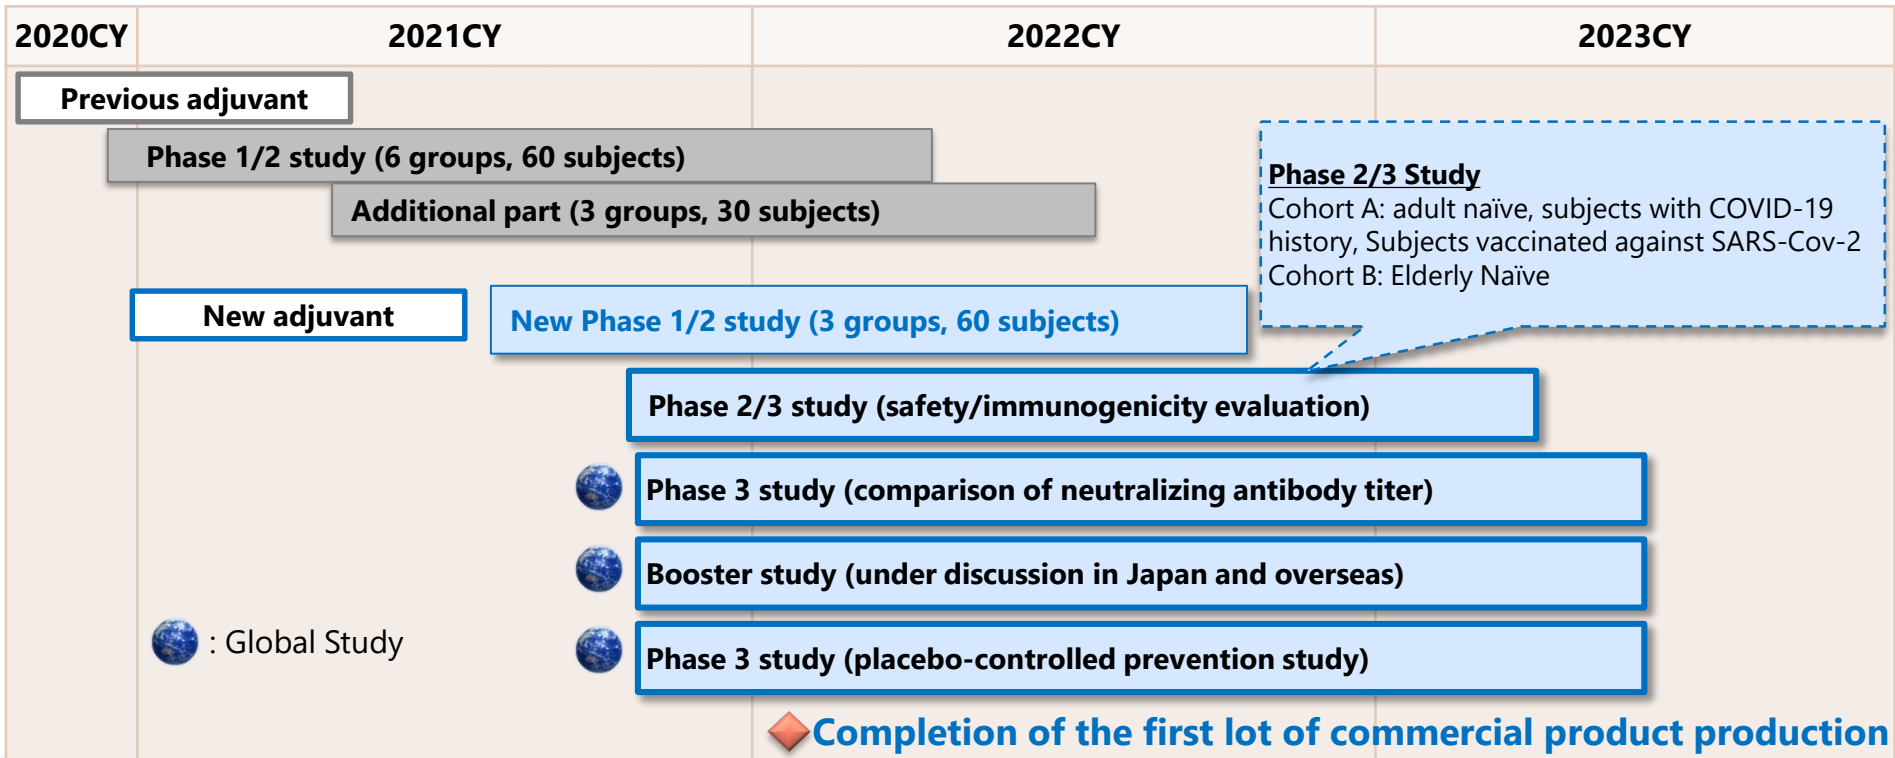 2020CY
2021CY
2022CY
2023CY
Previous adjuvant
Phase 1/2 study (6 groups, 60 subjects)
Additional part (3 groups, 30 subjects)
Phase 2/3 Study
Cohort A: adult naïve, subjects with COVID-19
history, Subjects vaccinated against SARS-Cov-2
Cohort B: Elderly Naïve
New adjuvant
New Phase 1/2 study (3 groups, 60 subjects)
Phase 2/3 study (safety/immunogenicity evaluation)
Phase 3 study (comparison of neutralizing antibody titer)
Booster study (under discussion in Japan and overseas)
: Global Study
Phase 3 study (placebo-controlled prevention study)
Completion of the first lot of commercial product production